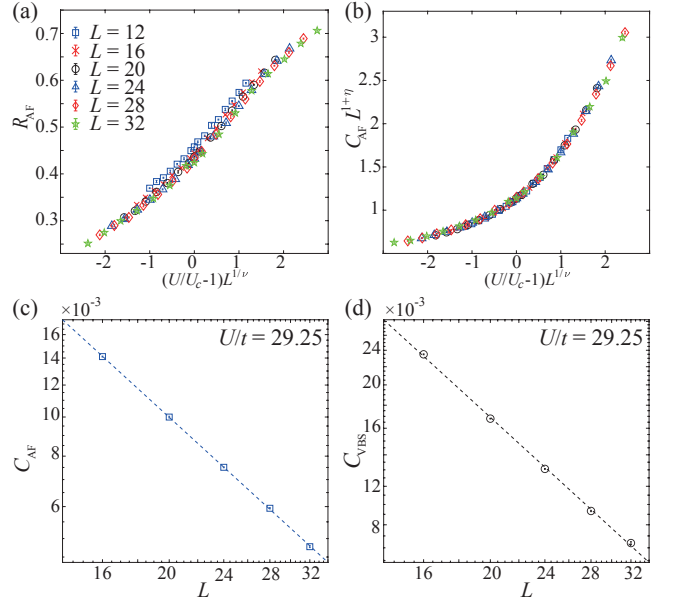 (a)
0.7
0.6
0.5
0.4
0.3
R_AF
L = 12
L = 16
L = 20
L = 24
L = 28
L = 32
-2 -1 0 1 2
(U/U_c-1)L^{1/ν}
(b)
3
2.5
2
1.5
1
C_AF L^{1+η}
-2 -1 0 1 2
(U/U_c-1)L^{1/ν}
(c)
×10^{-3}
U/t = 29.25
16
14
12
10
8
6
C_AF
16 20 24 28 32
L
(d)
×10^{-3}
U/t = 29.25
24
20
16
12
10
8
C_VBS
16 20 24 28 32
L